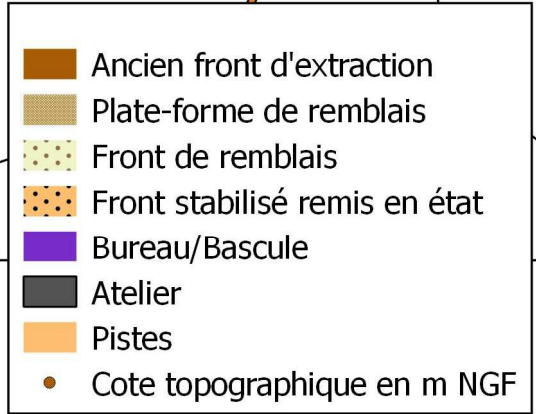 Ancien front d'extraction
Plate-forme de remblais
Front de remblais
Front stabilisé remis en état
Bureau/Bascule
Atelier
Pistes
Cote topographique en m NGF